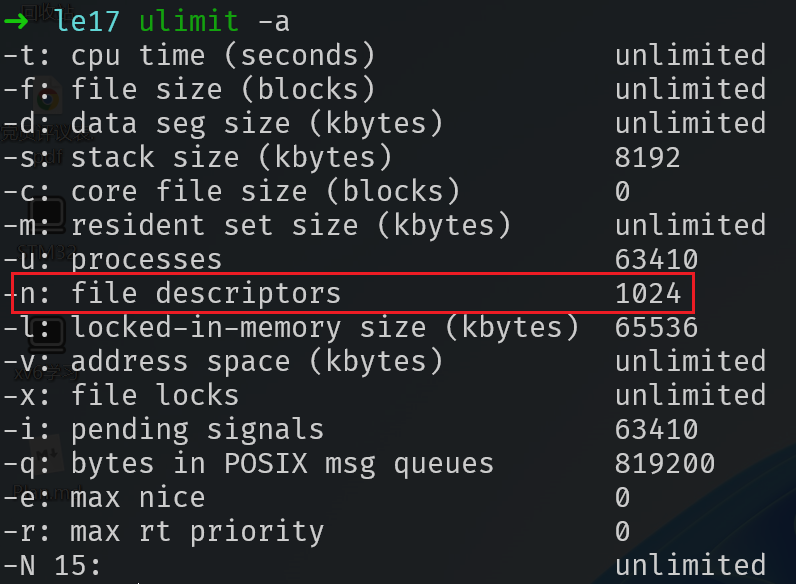 ➜ le17 ulimit -a
-t: cpu time (seconds) unlimited
-f: file size (blocks) unlimited
-d: data seg size (kbytes) unlimited
-s: stack size (kbytes) 8192
-c: core file size (blocks) 0
-m: resident set size (kbytes) unlimited
-u: processes 63410
-n: file descriptors 1024
-l: locked-in-memory size (kbytes) 65536
-v: address space (kbytes) unlimited
-x: file locks unlimited
-i: pending signals 63410
-q: bytes in POSIX msg queues 819200
-e: max nice 0
-r: max rt priority 0
-N 15: unlimited